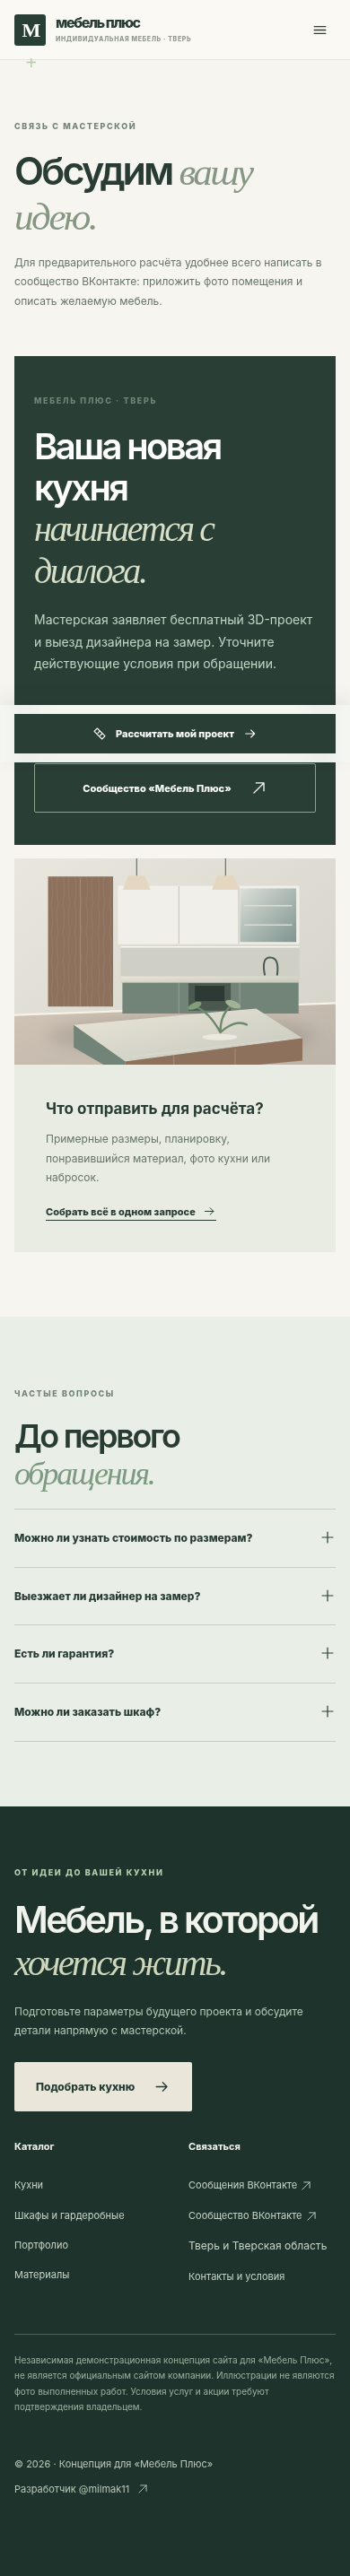 М
мебель плюс
ИНДИВИДУАЛЬНАЯ МЕБЕЛЬ · ТВЕРЬ
СВЯЗЬ С МАСТЕРСКОЙ
Обсудим вашу
идею.
Для предварительного расчёта удобнее всего написать в
сообщество ВКонтакте: приложить фото помещения и
описать желаемую мебель.
МЕБЕЛЬ ПЛЮС · ТВЕРЬ
Ваша новая
кухня
начинается с
диалога.
Мастерская заявляет бесплатный 3D-проект
и выезд дизайнера на замер. Уточните
действующие условия при обращении.
Рассчитать мой проект
Сообщество «Мебель Плюс»
Что отправить для расчёта?
Примерные размеры, планировку,
понравившийся материал, фото кухни или
набросок.
Собрать всё в одном запросе
ЧАСТЫЕ ВОПРОСЫ
До первого
обращения.
Можно ли узнать стоимость по размерам?
Выезжает ли дизайнер на замер?
Есть ли гарантия?
Можно ли заказать шкаф?
ОТ ИДЕИ ДО ВАШЕЙ КУХНИ
Мебель, в которой
хочется жить.
Подготовьте параметры будущего проекта и обсудите
детали напрямую с мастерской.
Подобрать кухню
Каталог
Кухни
Шкафы и гардеробные
Портфолио
Материалы
Связаться
Сообщения ВКонтакте
Сообщество ВКонтакте
Тверь и Тверская область
Контакты и условия
Независимая демонстрационная концепция сайта для «Мебель Плюс»,
не является официальным сайтом компании. Иллюстрации не являются
фото выполненных работ. Условия услуг и акции требуют
подтверждения владельцем.
© 2026 · Концепция для «Мебель Плюс»
Разработчик @milmak11